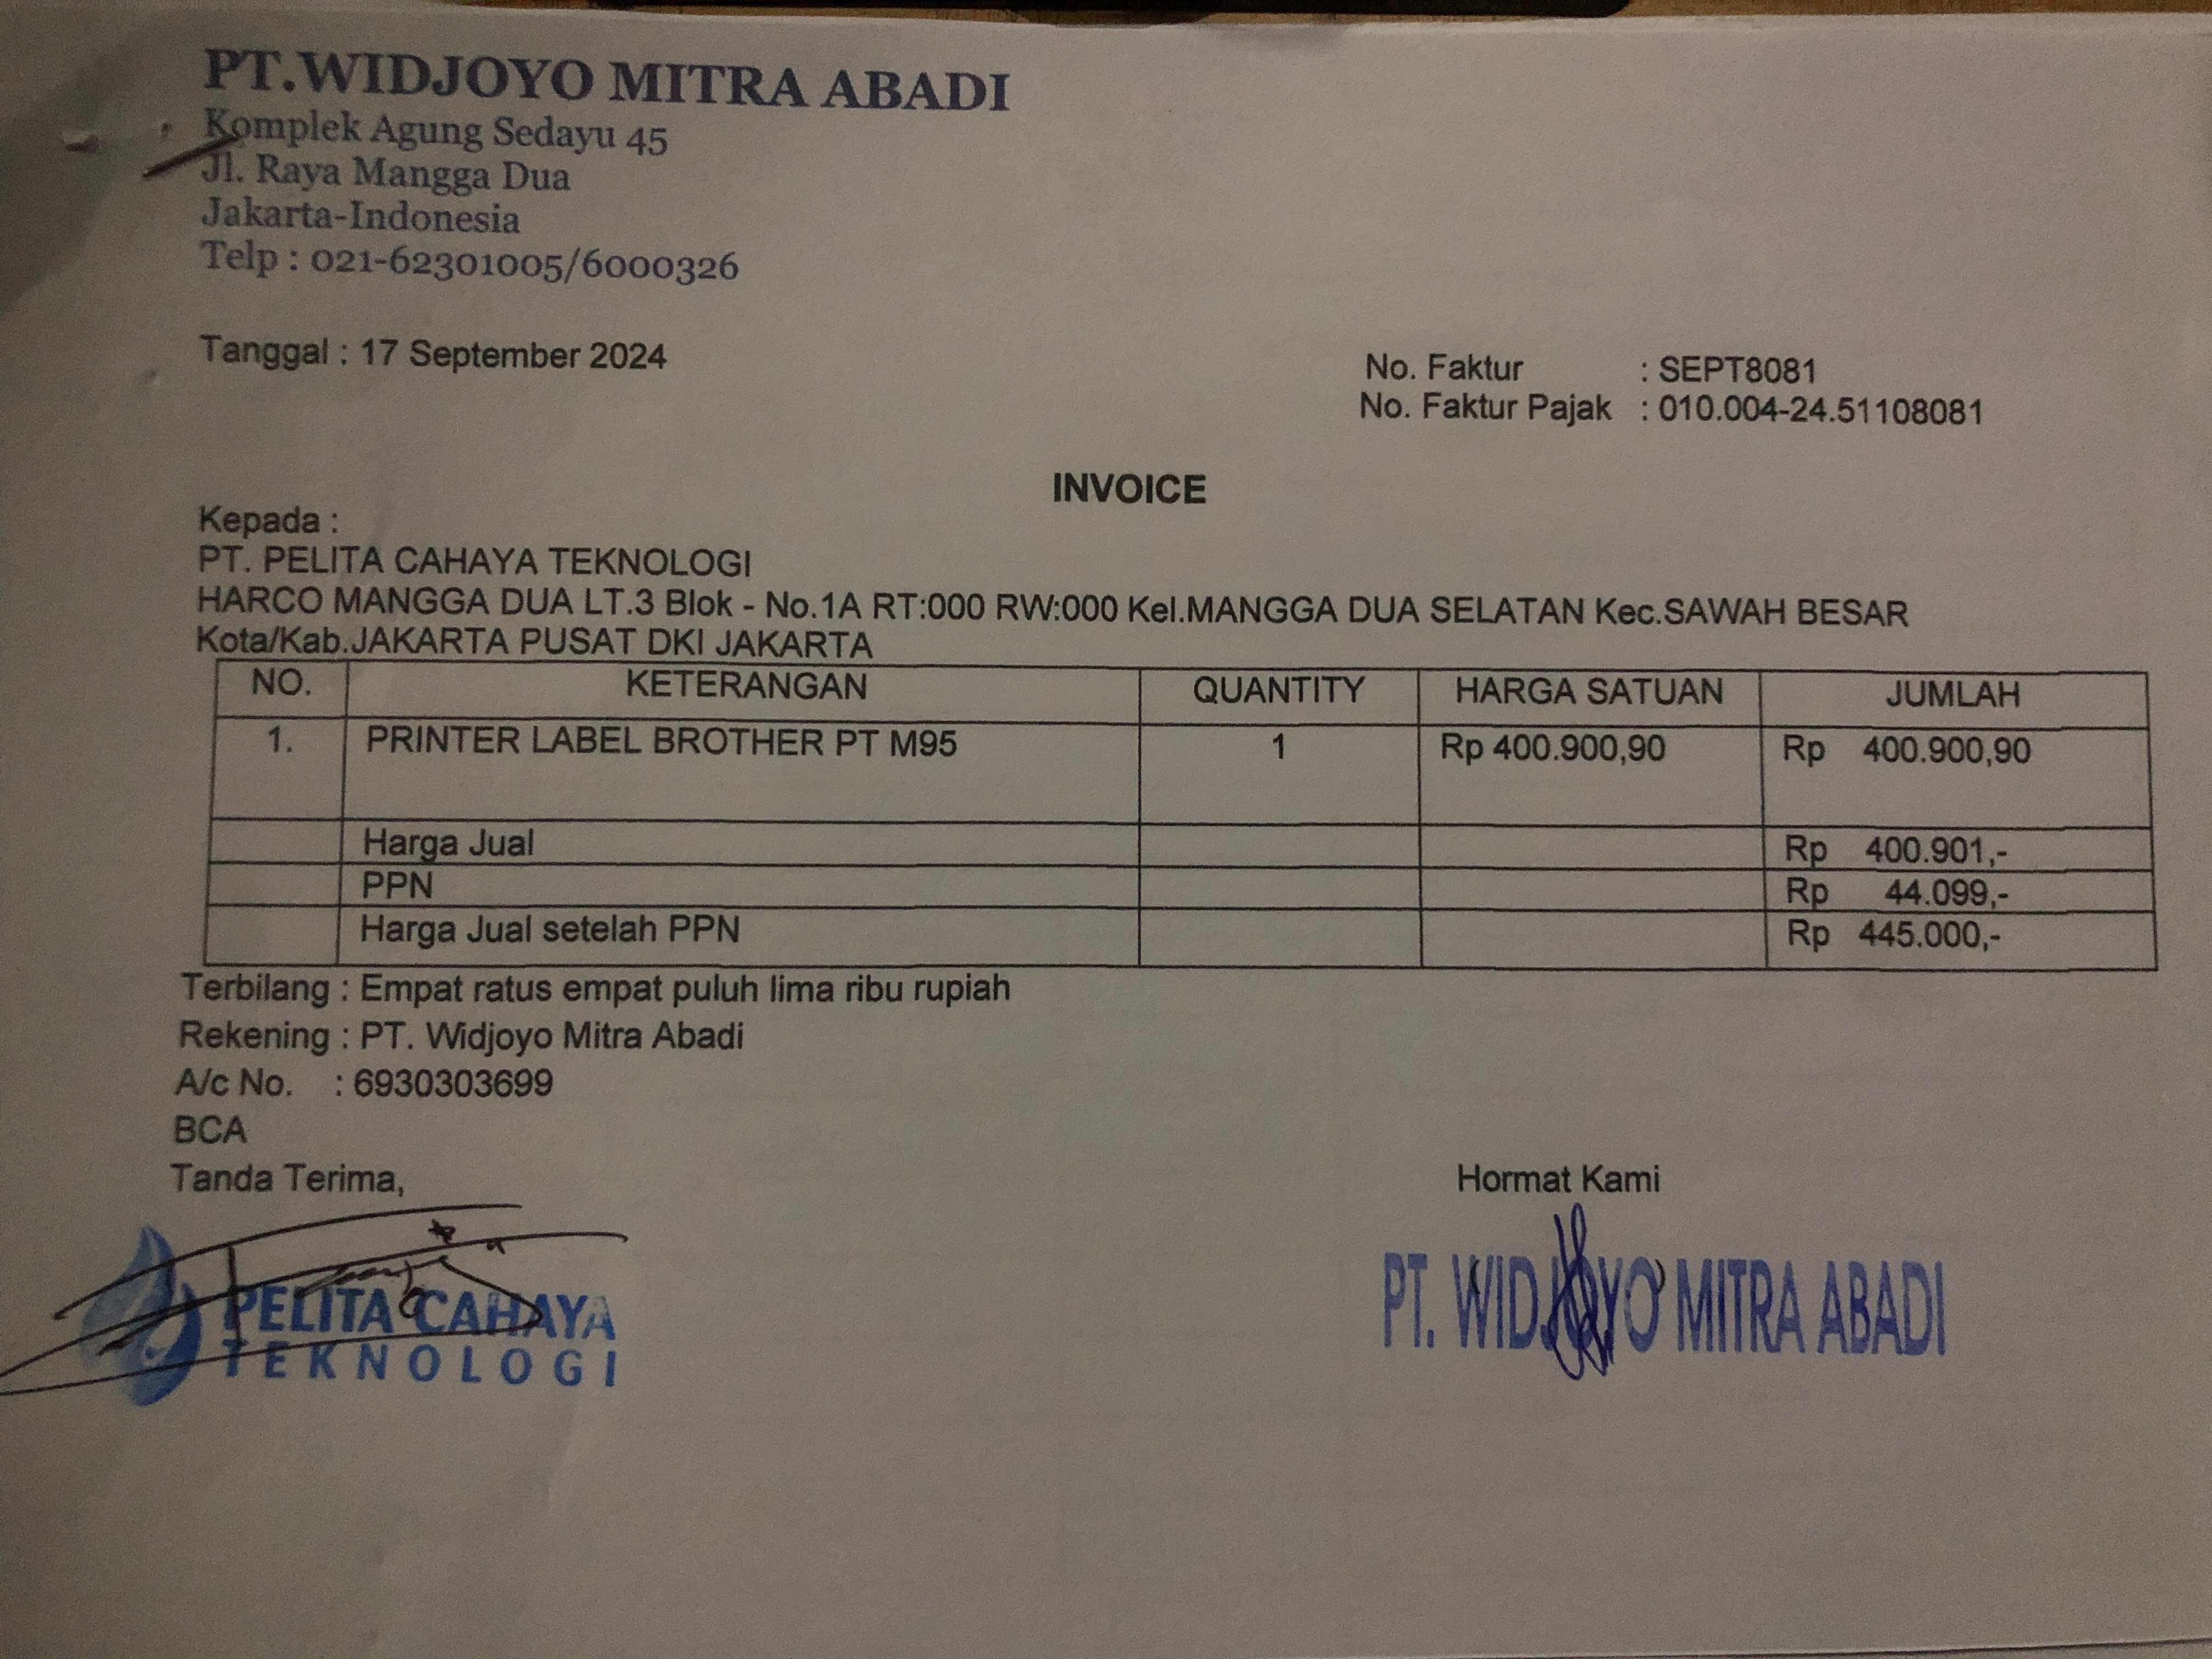 PT.WIDJOYO MITRA ABADI
Komplek Agung Sedayu 45
Jl. Raya Mangga Dua
Jakarta-Indonesia
Telp : 021-62301005/6000326
Tanggal : 17 September 2024
No. Faktur : SEPT8081
No. Faktur Pajak : 010.004-24.51108081
INVOICE
Kepada :
PT. PELITA CAHAYA TEKNOLOGI
HARCO MANGGA DUA LT.3 Blok - No.1A RT:000 RW:000 Kel.MANGGA DUA SELATAN Kec.SAWAH BESAR
Kota/Kab.JAKARTA PUSAT DKI JAKARTA
NO. KETERANGAN QUANTITY HARGA SATUAN JUMLAH
1. PRINTER LABEL BROTHER PT M95 1 Rp 400.900,90 Rp 400.900,90
Harga Jual Rp 400.901,-
PPN Rp 44.099,-
Harga Jual setelah PPN Rp 445.000,-
Terbilang : Empat ratus empat puluh lima ribu rupiah
Rekening : PT. Widjoyo Mitra Abadi
A/c No. : 6930303699
BCA
Tanda Terima, Hormat Kami
PELITA CAHAYA
TEKNOLOGI
PT. WIDJOYO MITRA ABADI